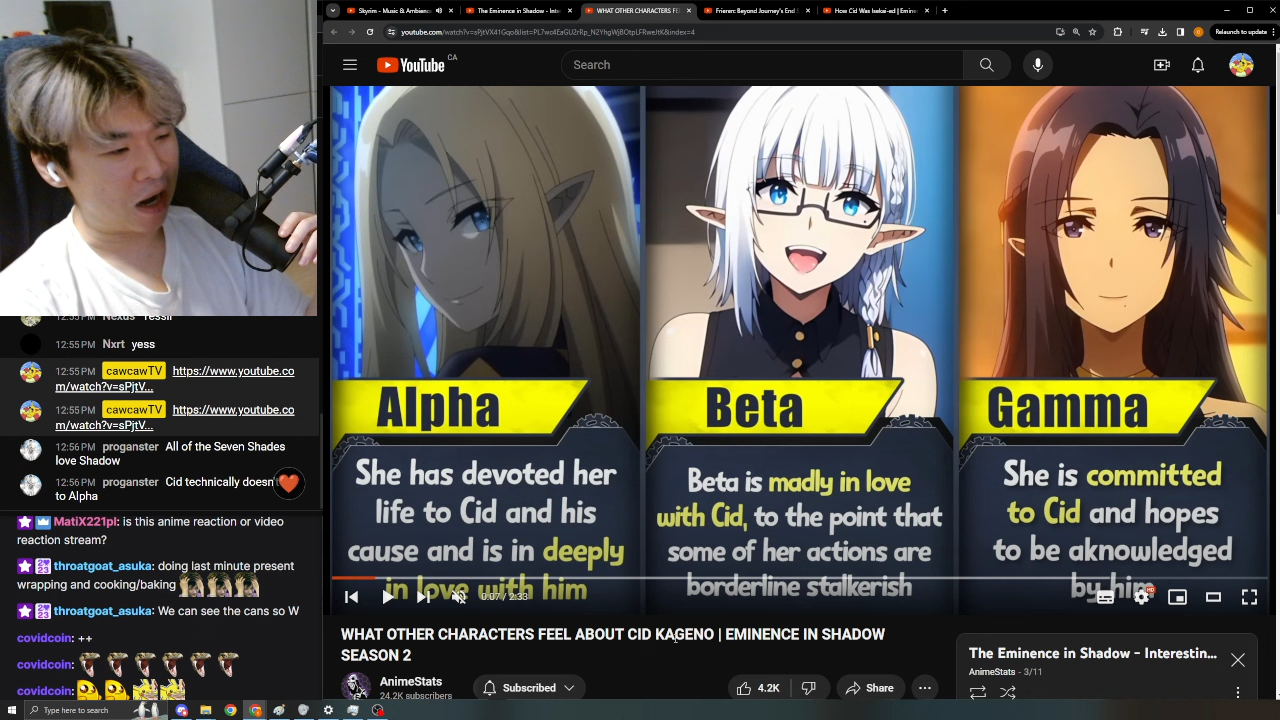 Skyrim - Music & Ambienc
The Eminence in Shadow - Int
WHAT OTHER CHARACTERS FE
Frieren: Beyond Journey's End
How Cid Was Isekai-ed | Emine
Relaunch to update
YouTube CA
Search
Alpha
She has devoted her
life to Cid and his
cause and is in deeply
in love with him
Beta
Beta is madly in love
with Cid, to the point that
some of her actions are
borderline stalkerish
Gamma
She is committed
to Cid and hopes
to be aknowledged
by him
0:07 / 2:33
HD
WHAT OTHER CHARACTERS FEEL ABOUT CID KAGENO | EMINENCE IN SHADOW
SEASON 2
AnimeStats
24.2K subscribers
Subscribed
4.2K
Share
The Eminence in Shadow - Interestin...
AnimeStats - 3/11
12:55 PM Nexus Yessir
12:55 PM Nxrt yess
12:55 PM cawcawTV https://www.youtube.co
m/watch?v=sPjtV...
12:55 PM cawcawTV https://www.youtube.co
m/watch?v=sPjtV...
12:56 PM proganster All of the Seven Shades
love Shadow
12:56 PM proganster Cid technically doesn'
to Alpha
MatiX221pl: is this anime reaction or video
reaction stream?
throatgoat_asuka: doing last minute present
wrapping and cooking/baking
throatgoat_asuka: We can see the cans so W
covidcoin: ++
covidcoin:
covidcoin:
Type here to search